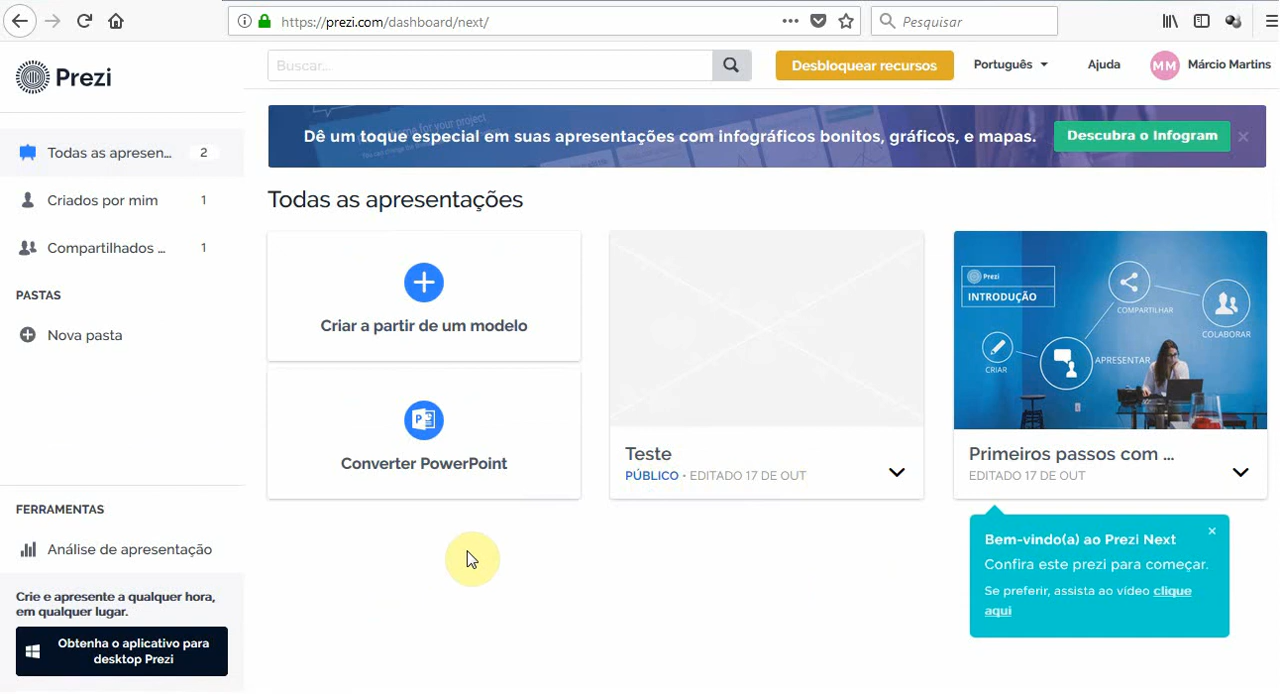 https://prezi.com/dashboard/next/
Pesquisar
Prezi
Buscar...
Desbloquear recursos
Português
Ajuda
MM
Márcio Martins
Dê um toque especial em suas apresentações com infográficos bonitos, gráficos, e mapas.
Descubra o Infogram
Todas as apresen... 2
Criados por mim 1
Compartilhados ... 1
PASTAS
Nova pasta
FERRAMENTAS
Análise de apresentação
Crie e apresente a qualquer hora,
em qualquer lugar.
Obtenha o aplicativo para
desktop Prezi
Todas as apresentações
Criar a partir de um modelo
Converter PowerPoint
Teste
PÚBLICO • EDITADO 17 DE OUT
Prezi
INTRODUÇÃO
COMPARTILHAR
COLABORAR
CRIAR
APRESENTAR
Primeiros passos com ...
EDITADO 17 DE OUT
Bem-vindo(a) ao Prezi Next
Confira este prezi para começar.
Se preferir, assista ao vídeo clique
aqui